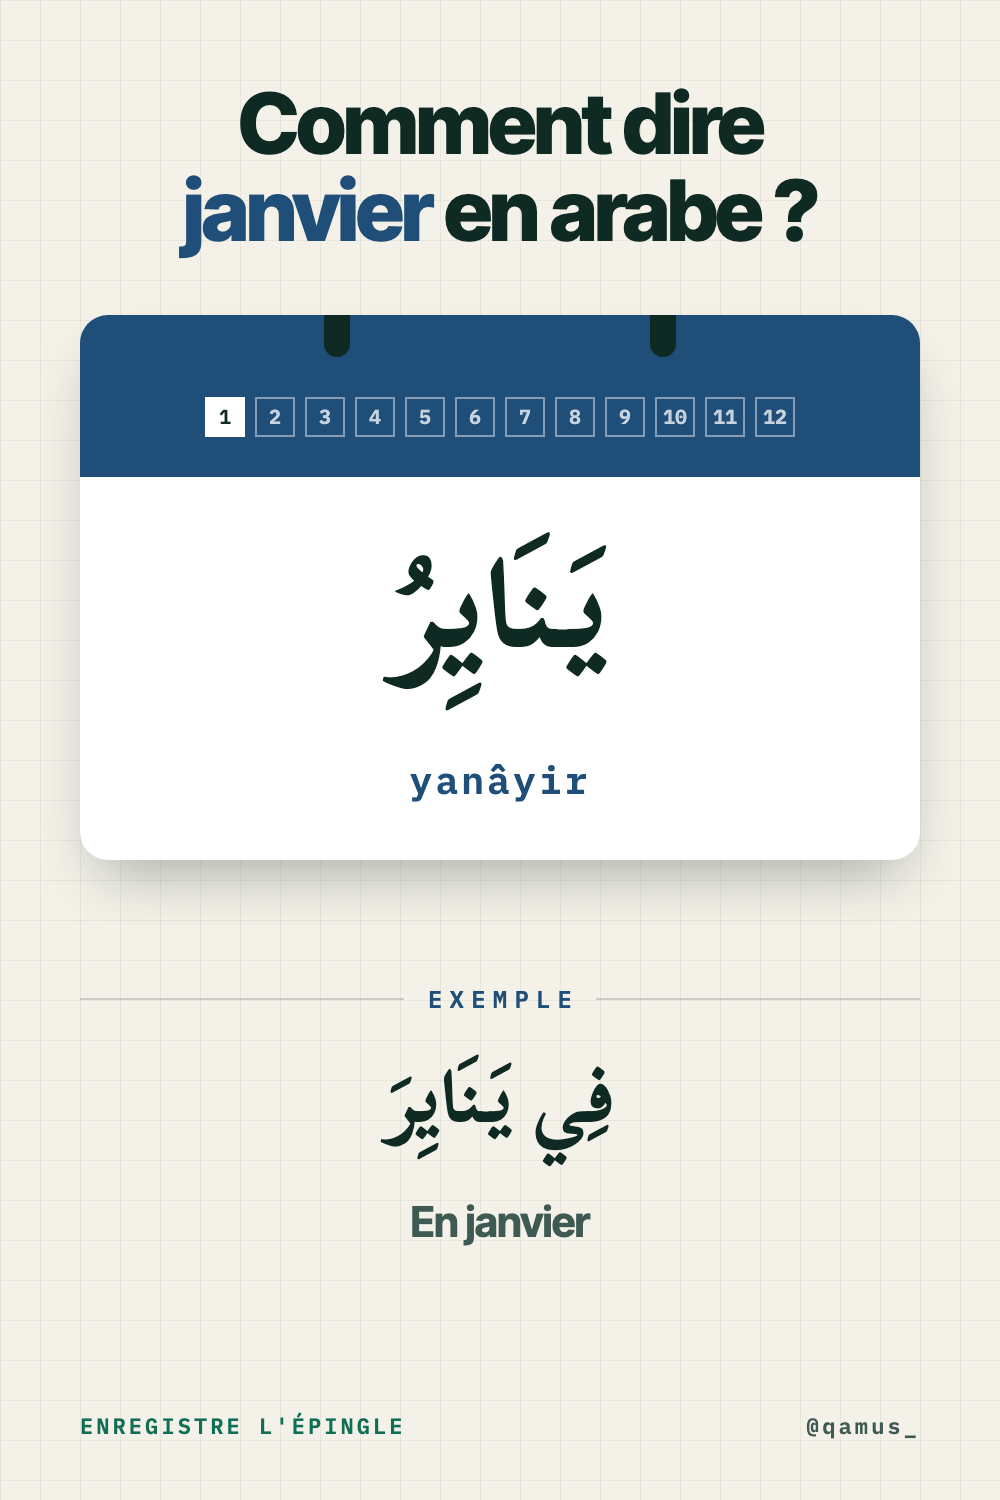 Comment dire
janvier en arabe ?
1 2 3 4 5 6 7 8 9 10 11 12
يَنَايِرُ
yanâyir
EXEMPLE
فِي يَنَايِرَ
En janvier
ENREGISTRE L'ÉPINGLE
@qamus_